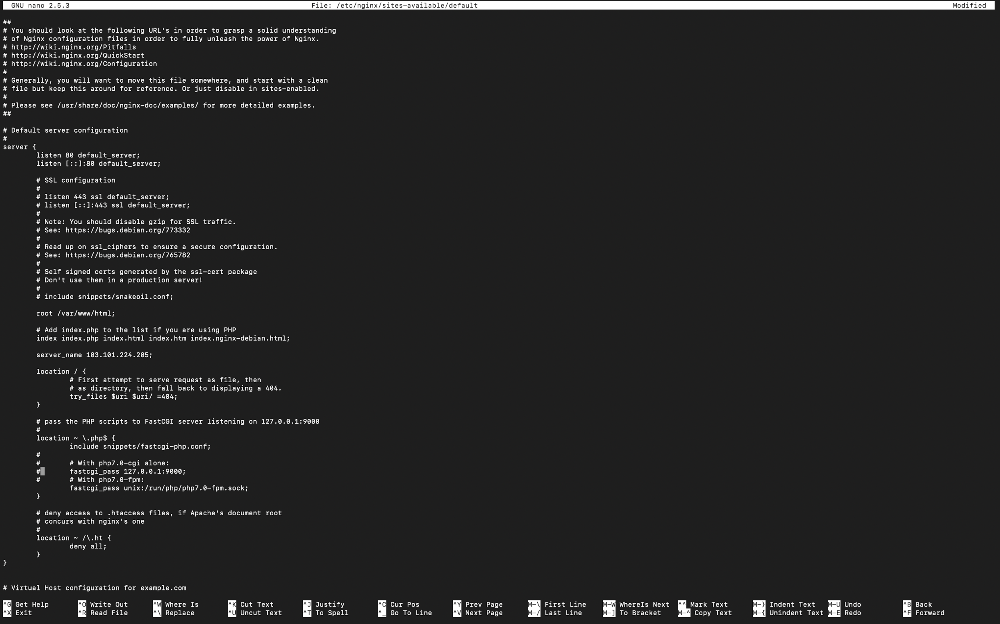 GNU nano 2.5.3 File: /etc/nginx/sites-available/default Modified
##
# You should look at the following URL's in order to grasp a solid understanding
# of Nginx configuration files in order to fully unleash the power of Nginx.
# http://wiki.nginx.org/Pitfalls
# http://wiki.nginx.org/QuickStart
# http://wiki.nginx.org/Configuration
#
# Generally, you will want to move this file somewhere, and start with a clean
# file but keep this around for reference. Or just disable in sites-enabled.
#
# Please see /usr/share/doc/nginx-doc/examples/ for more detailed examples.
##
# Default server configuration
#
server {
listen 80 default_server;
listen [::]:80 default_server;
# SSL configuration
#
# listen 443 ssl default_server;
# listen [::]:443 ssl default_server;
#
# Note: You should disable gzip for SSL traffic.
# See: https://bugs.debian.org/773332
#
# Read up on ssl_ciphers to ensure a secure configuration.
# See: https://bugs.debian.org/765782
#
# Self signed certs generated by the ssl-cert package
# Don't use them in a production server!
#
# include snippets/snakeoil.conf;
root /var/www/html;
# Add index.php to the list if you are using PHP
index index.php index.html index.htm index.nginx-debian.html;
server_name 103.101.224.205;
location / {
# First attempt to serve request as file, then
# as directory, then fall back to displaying a 404.
try_files $uri $uri/ =404;
}
# pass the PHP scripts to FastCGI server listening on 127.0.0.1:9000
#
location ~ \.php$ {
include snippets/fastcgi-php.conf;
#
# # With php7.0-cgi alone:
# fastcgi_pass 127.0.0.1:9000;
# # With php7.0-fpm:
fastcgi_pass unix:/run/php/php7.0-fpm.sock;
}
# deny access to .htaccess files, if Apache's document root
# concurs with nginx's one
#
location ~ /\.ht {
deny all;
}
}
# Virtual Host configuration for example.com
^G Get Help ^O Write Out ^W Where Is ^K Cut Text ^J Justify ^C Cur Pos ^Y Prev Page M-\ First Line M-W WhereIs Next ^^ Mark Text M-} Indent Text M-U Undo ^B Back
^X Exit ^R Read File ^\ Replace ^U Uncut Text ^T To Spell ^_ Go To Line ^V Next Page M-/ Last Line M-] To Bracket M-^ Copy Text M-{ Unindent Text M-E Redo ^F Forward